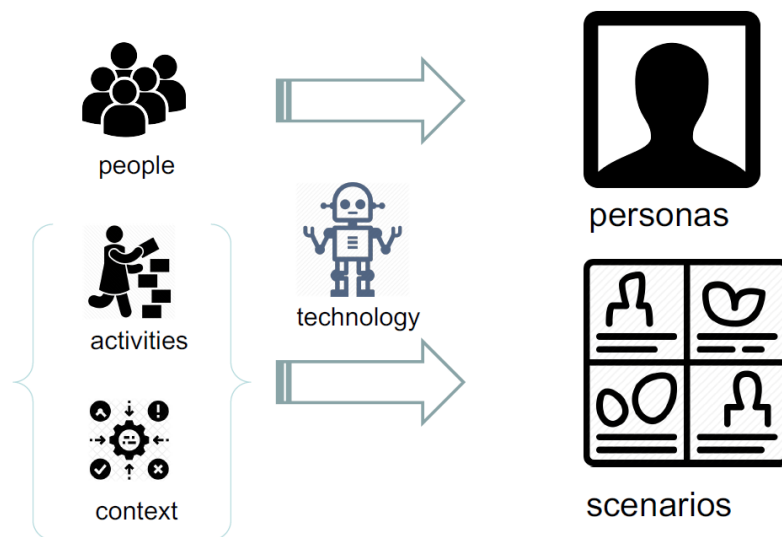 people
personas
activities
technology
context
scenarios